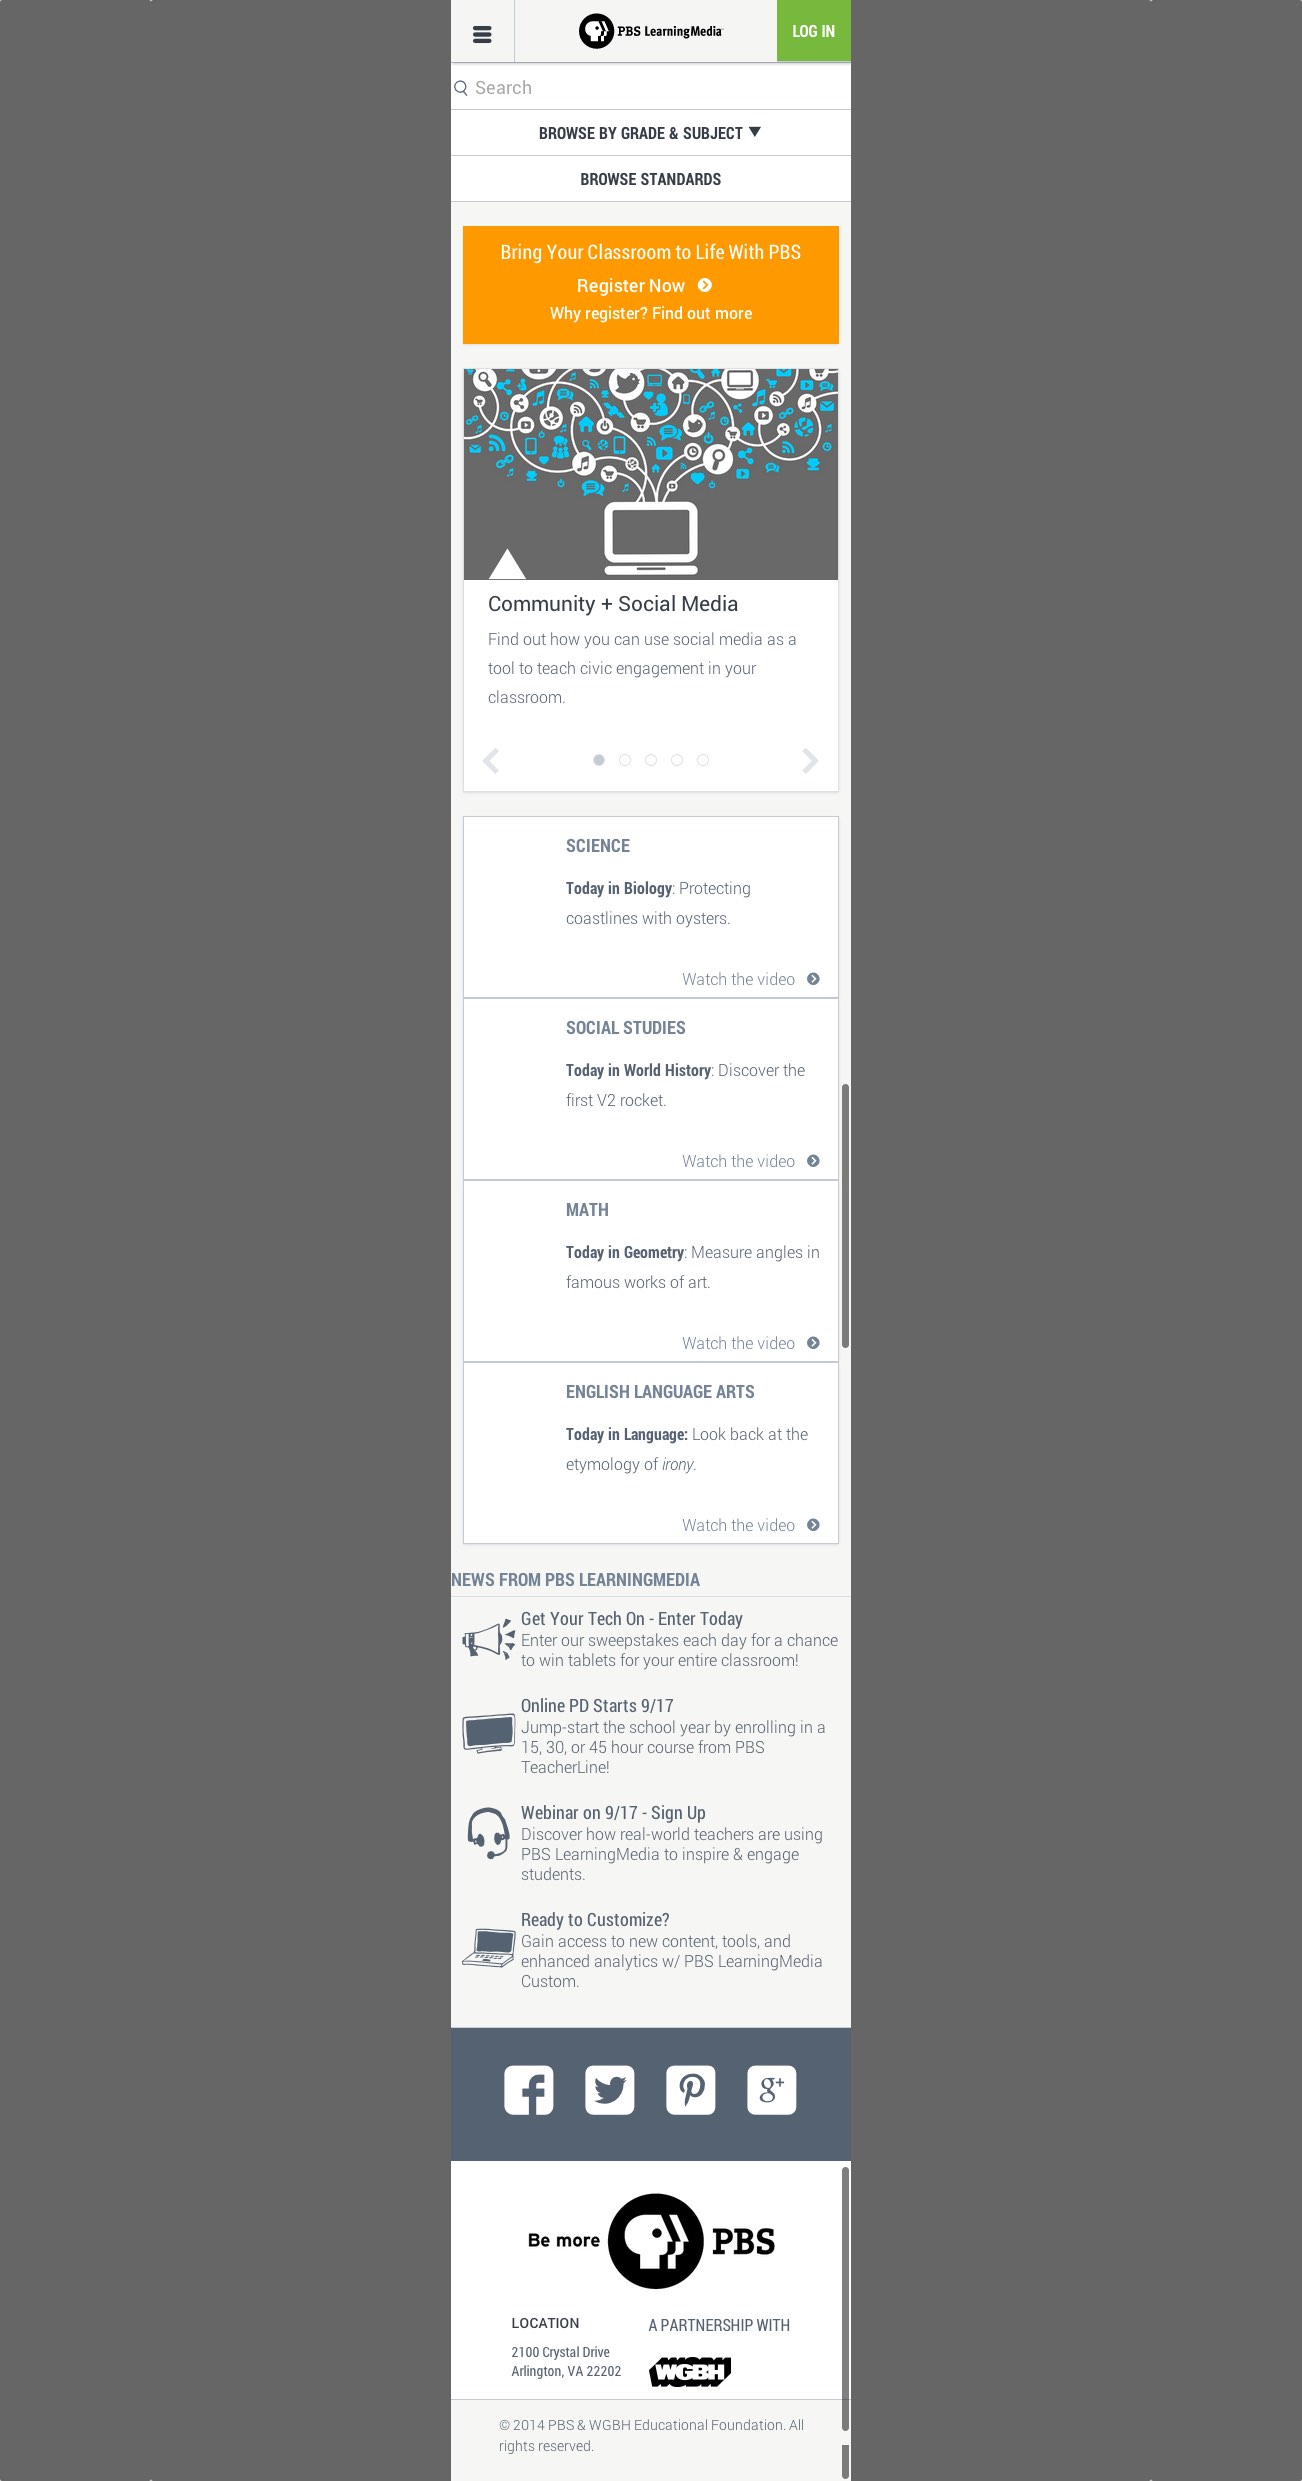 PBS LearningMedia
LOG IN
Search
BROWSE BY GRADE & SUBJECT
BROWSE STANDARDS
Bring Your Classroom to Life With PBS
Register Now
Why register? Find out more
Community + Social Media
Find out how you can use social media as a
tool to teach civic engagement in your
classroom.
SCIENCE
Today in Biology: Protecting
coastlines with oysters.
Watch the video
SOCIAL STUDIES
Today in World History: Discover the
first V2 rocket.
Watch the video
MATH
Today in Geometry: Measure angles in
famous works of art.
Watch the video
ENGLISH LANGUAGE ARTS
Today in Language: Look back at the
etymology of irony.
Watch the video
NEWS FROM PBS LEARNINGMEDIA
Get Your Tech On - Enter Today
Enter our sweepstakes each day for a chance
to win tablets for your entire classroom!
Online PD Starts 9/17
Jump-start the school year by enrolling in a
15, 30, or 45 hour course from PBS
TeacherLine!
Webinar on 9/17 - Sign Up
Discover how real-world teachers are using
PBS LearningMedia to inspire & engage
students.
Ready to Customize?
Gain access to new content, tools, and
enhanced analytics w/ PBS LearningMedia
Custom.
Be more PBS
LOCATION
2100 Crystal Drive
Arlington, VA 22202
A PARTNERSHIP WITH
WGBH
© 2014 PBS & WGBH Educational Foundation. All
rights reserved.